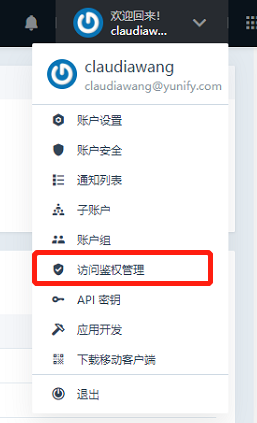 欢迎回来!
claudiaw...
claudiawang
claudiawang@yunify.com
账户设置
账户安全
通知列表
子账户
账户组
访问鉴权管理
API 密钥
应用开发
下载移动客户端
退出